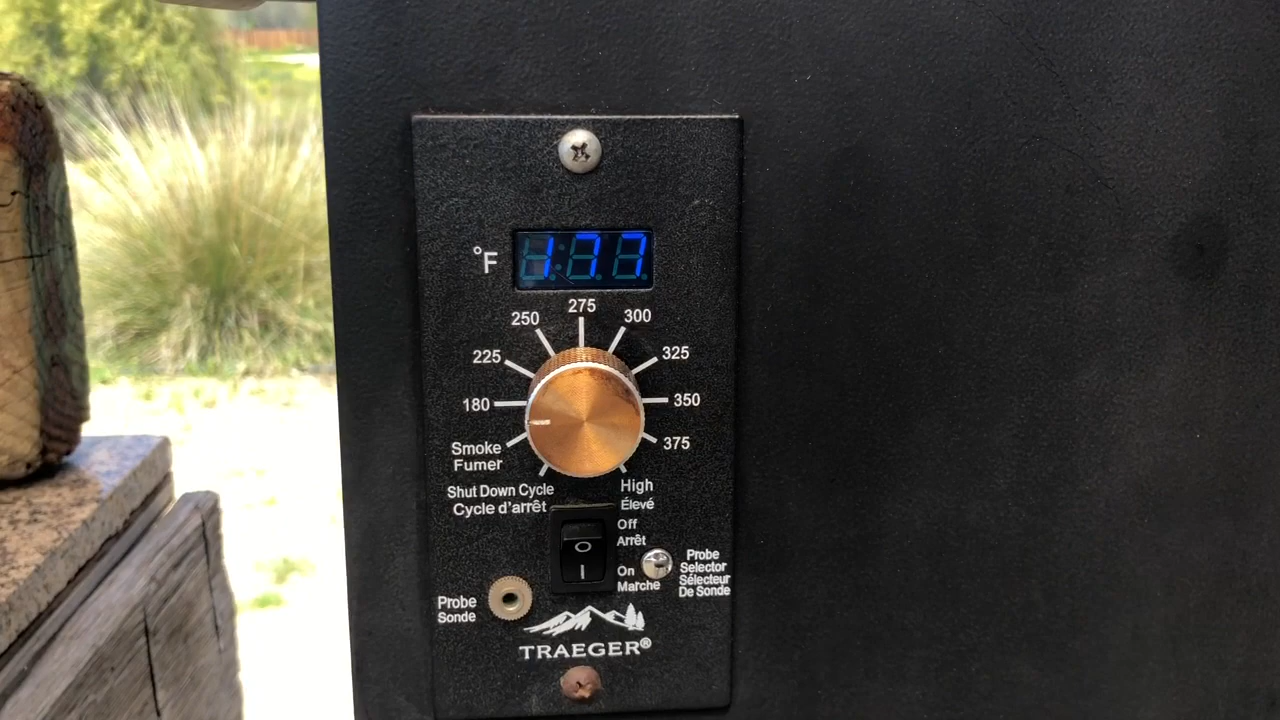 °F
177
275
250
300
225
325
180
350
375
Smoke
Fumer
Shut Down Cycle
Cycle d'arrêt
High
Élevé
Off
Arrêt
O
I
On
Marche
Probe
Selector
Sélecteur
De Sonde
Probe
Sonde
TRAEGER®